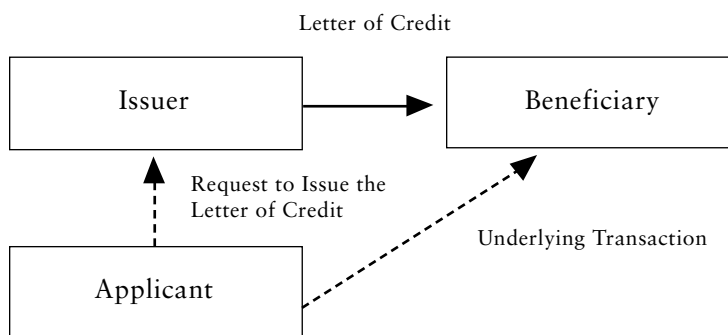 Letter of Credit
Issuer
Beneficiary
Request to Issue the
Letter of Credit
Underlying Transaction
Applicant